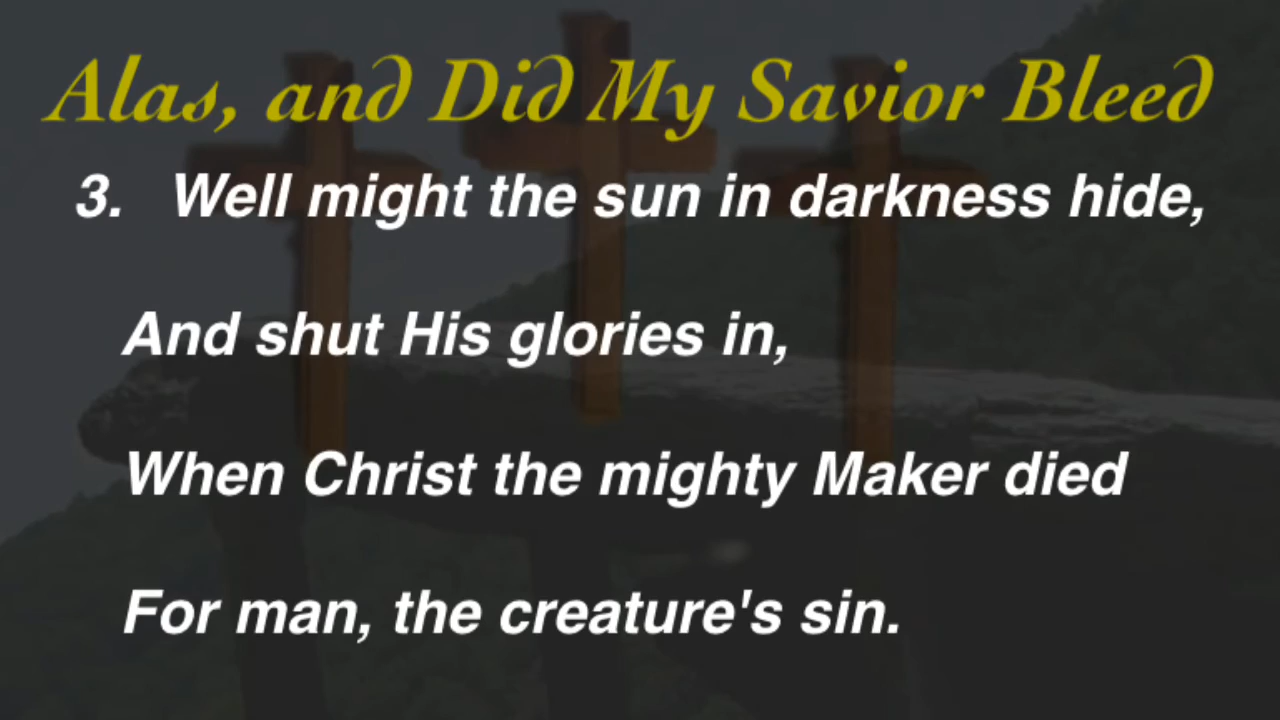 Alas, and Did My Savior Bleed
3. Well might the sun in darkness hide,
And shut His glories in,
When Christ the mighty Maker died
For man, the creature's sin.